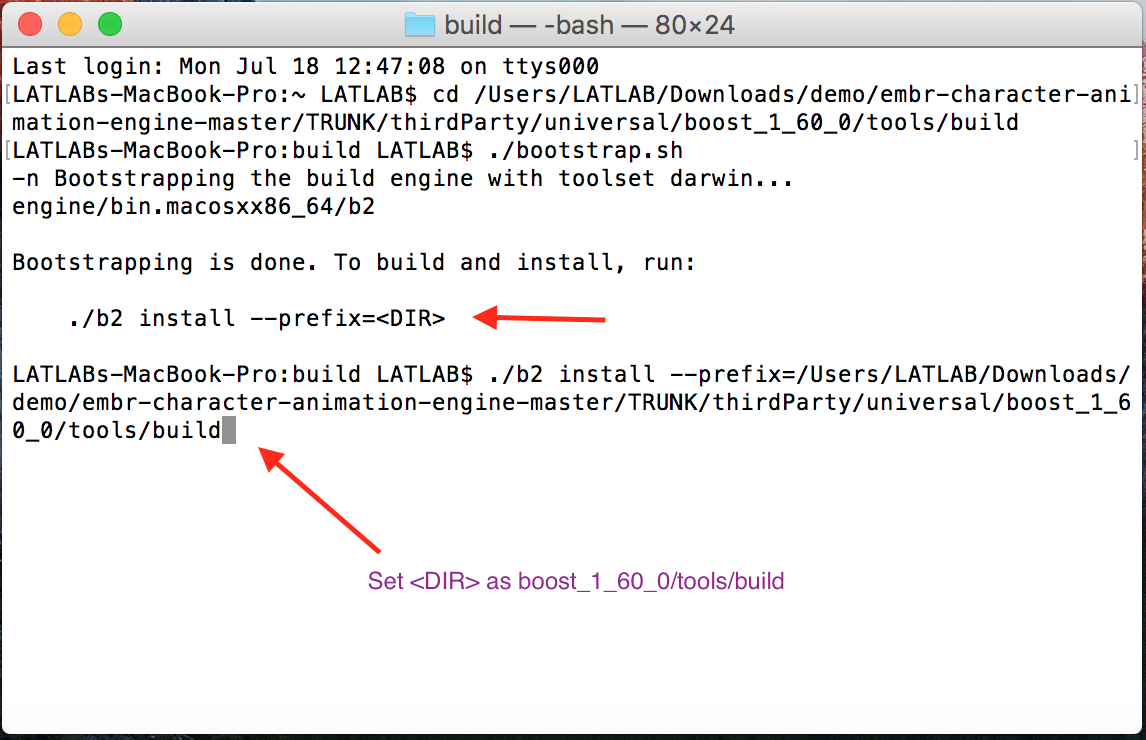 build — -bash — 80×24
Last login: Mon Jul 18 12:47:08 on ttys000
[LATLABs-MacBook-Pro:~ LATLAB$ cd /Users/LATLAB/Downloads/demo/embr-character-ani]
mation-engine-master/TRUNK/thirdParty/universal/boost_1_60_0/tools/build
[LATLABs-MacBook-Pro:build LATLAB$ ./bootstrap.sh ]
-n Bootstrapping the build engine with toolset darwin...
engine/bin.macosxx86_64/b2
Bootstrapping is done. To build and install, run:
./b2 install --prefix=<DIR>
LATLABs-MacBook-Pro:build LATLAB$ ./b2 install --prefix=/Users/LATLAB/Downloads/
demo/embr-character-animation-engine-master/TRUNK/thirdParty/universal/boost_1_6
0_0/tools/build
Set <DIR> as boost_1_60_0/tools/build